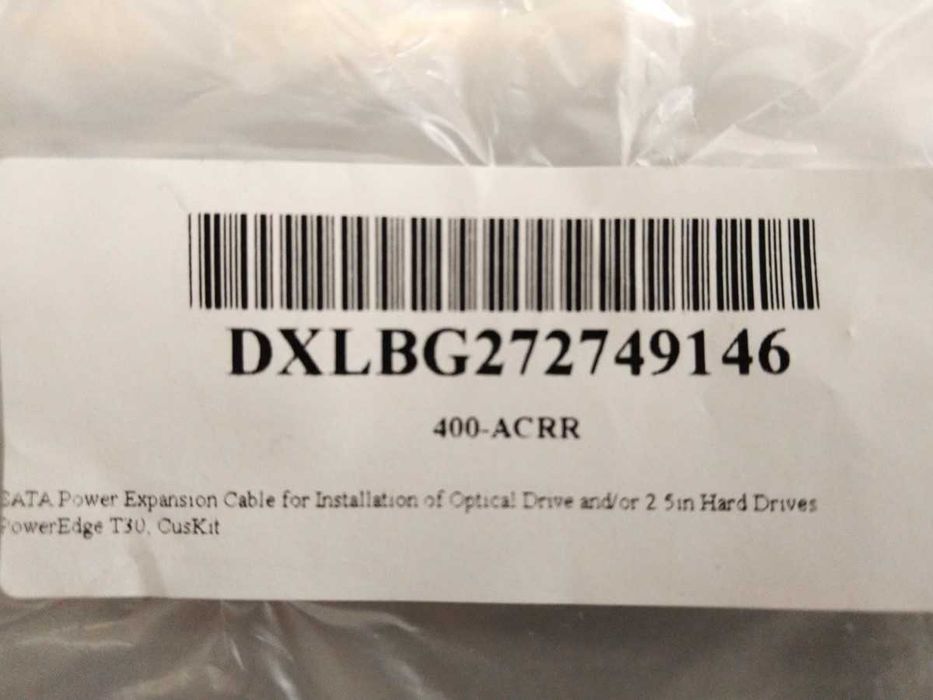 DXLBG272749146
400-ACRR
SATA Power Expansion Cable for Installation of Optical Drive and/or 2 5in Hard Drives
PowerEdge T30, CusKit